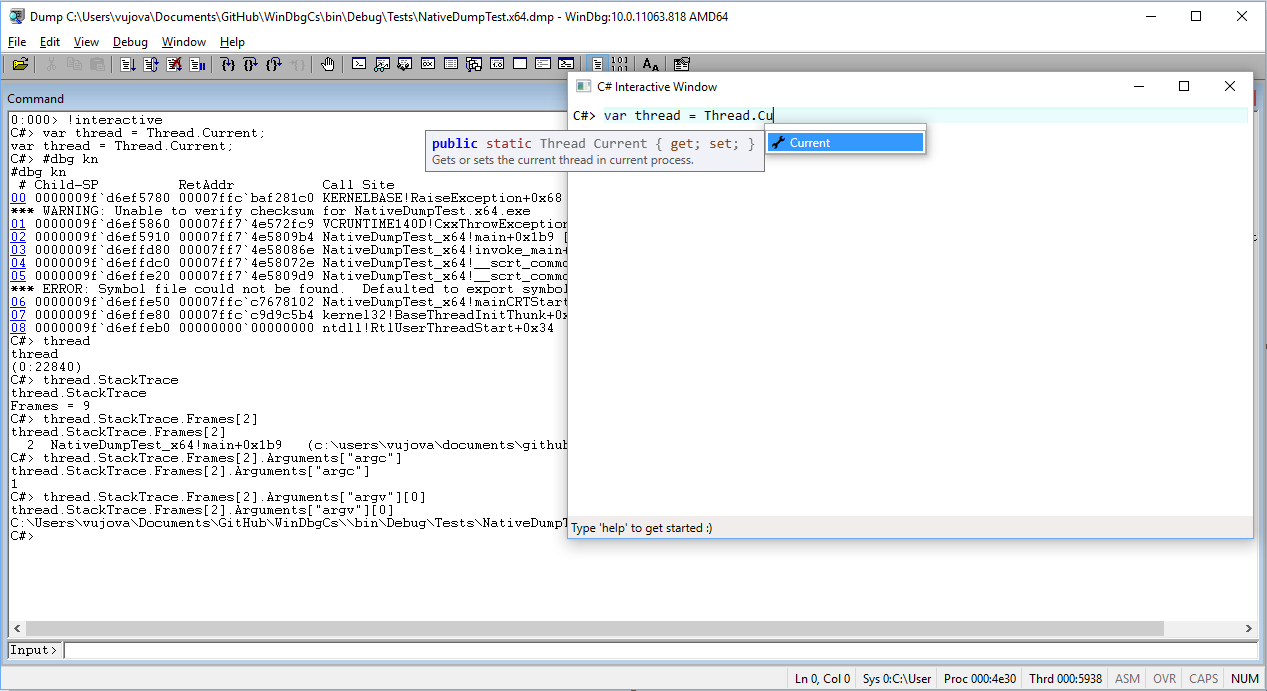 Dump C:\Users\vujova\Documents\GitHub\WinDbgCs\bin\Debug\Tests\NativeDumpTest.x64.dmp - WinDbg:10.0.11063.818 AMD64
File Edit View Debug Window Help
Command
0:000> !interactive
C#> var thread = Thread.Current;
var thread = Thread.Current;
C#> #dbg kn
#dbg kn
# Child-SP RetAddr Call Site
00 0000009f`d6ef5780 00007ffc`baf281c0 KERNELBASE!RaiseException+0x68
*** WARNING: Unable to verify checksum for NativeDumpTest.x64.exe
01 0000009f`d6ef5860 00007ff7`4e572fc9 VCRUNTIME140D!CxxThrowException
02 0000009f`d6ef5910 00007ff7`4e5809b4 NativeDumpTest_x64!main+0x1b9 [
03 0000009f`d6effd80 00007ff7`4e58086e NativeDumpTest_x64!invoke_main+
04 0000009f`d6effdc0 00007ff7`4e58072e NativeDumpTest_x64!__scrt_commo
05 0000009f`d6effe20 00007ff7`4e5809d9 NativeDumpTest_x64!__scrt_commo
*** ERROR: Symbol file could not be found. Defaulted to export symbol
06 0000009f`d6effe50 00007ffc`c7678102 NativeDumpTest_x64!mainCRTStart
07 0000009f`d6effe80 00007ffc`c9d9c5b4 kernel32!BaseThreadInitThunk+0x
08 0000009f`d6effeb0 00000000`00000000 ntdll!RtlUserThreadStart+0x34
C#> thread
thread
(0:22840)
C#> thread.StackTrace
thread.StackTrace
Frames = 9
C#> thread.StackTrace.Frames[2]
thread.StackTrace.Frames[2]
2 NativeDumpTest_x64!main+0x1b9 (c:\users\vujova\documents\github
C#> thread.StackTrace.Frames[2].Arguments["argc"]
thread.StackTrace.Frames[2].Arguments["argc"]
1
C#> thread.StackTrace.Frames[2].Arguments["argv"][0]
thread.StackTrace.Frames[2].Arguments["argv"][0]
C:\Users\vujova\Documents\GitHub\WinDbgCs\\bin\Debug\Tests\NativeDumpT
C#>
C# Interactive Window
C#> var thread = Thread.Cu
public static Thread Current { get; set; }
Gets or sets the current thread in current process.
Current
Type 'help' to get started :)
Input>
Ln 0, Col 0 Sys 0:C:\User Proc 000:4e30 Thrd 000:5938 ASM OVR CAPS NUM